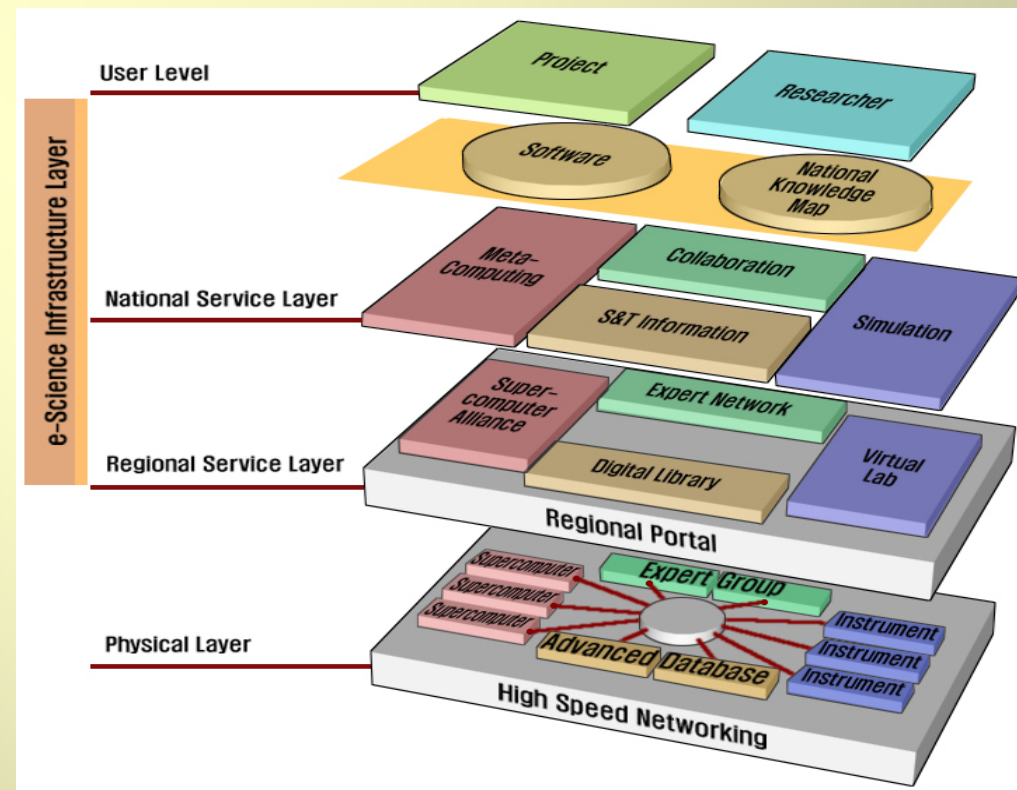 User Level
Project
Researcher
e-Science Infrastructure Layer
Software
National
Knowledge
Map
National Service Layer
Meta-
Computing
Collaboration
S&T Information
Simulation
Regional Service Layer
Super-
computer
Alliance
Expert Network
Digital Library
Virtual
Lab
Regional Portal
Physical Layer
Supercomputer
Supercomputer
Supercomputer
Expert Group
Advanced Database
Instrument
Instrument
Instrument
High Speed Networking